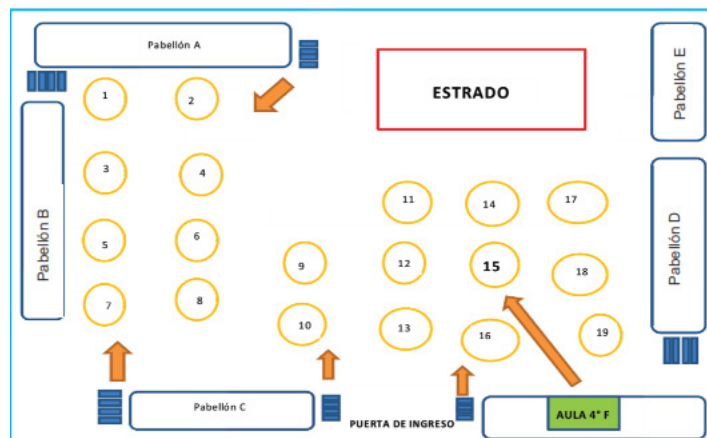 Pabellón A
ESTRADO
Pabellón E
1
2
3
4
Pabellón B
5
6
7
8
9
10
11
14
17
12
15
18
13
16
19
Pabellón D
Pabellón C
PUERTA DE INGRESO
AULA 4° F